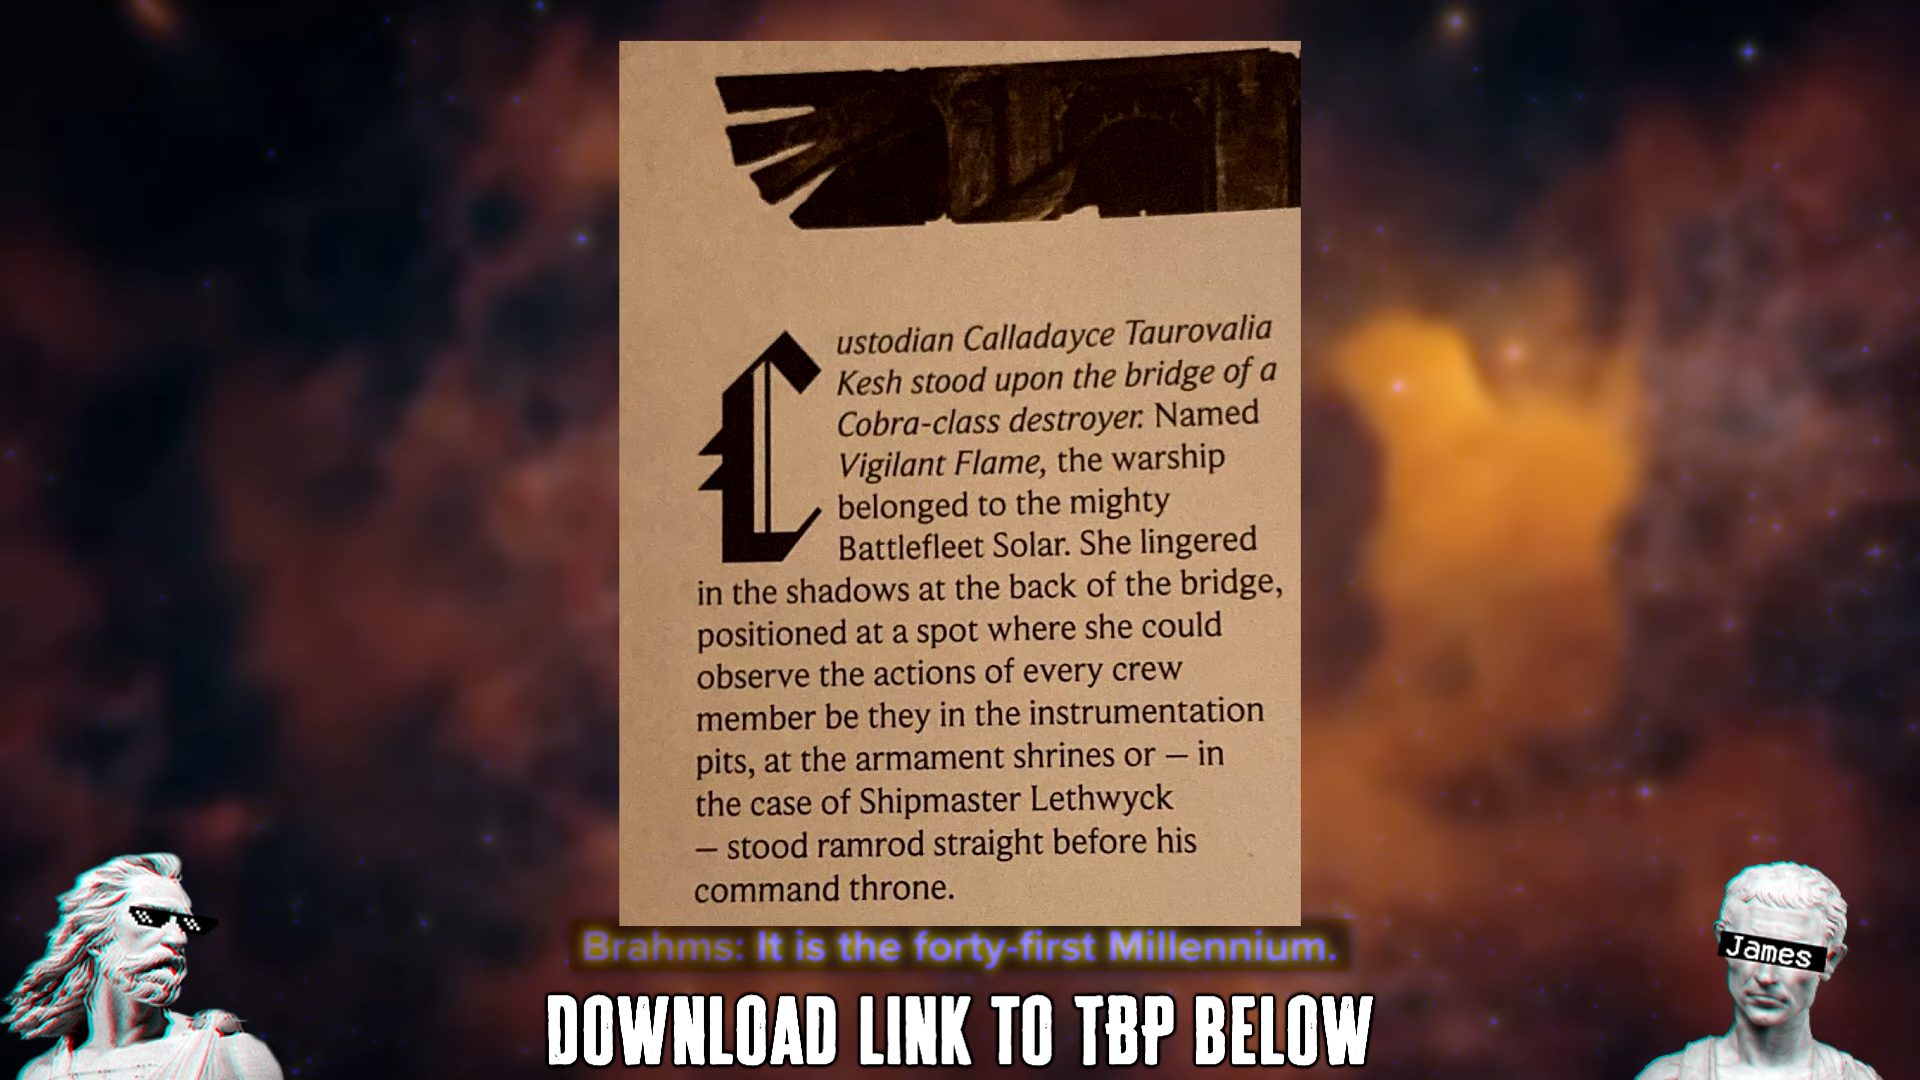 Custodian Calladayce Taurovalia
Kesh stood upon the bridge of a
Cobra-class destroyer. Named
Vigilant Flame, the warship
belonged to the mighty
Battlefleet Solar. She lingered
in the shadows at the back of the bridge,
positioned at a spot where she could
observe the actions of every crew
member be they in the instrumentation
pits, at the armament shrines or – in
the case of Shipmaster Lethwyck
– stood ramrod straight before his
command throne.
Brahms: It is the forty-first Millennium.
James
DOWNLOAD LINK TO TBP BELOW